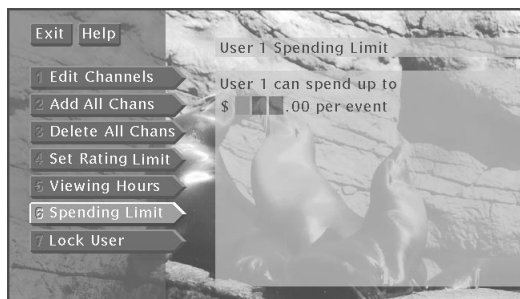 Exit Help
User 1 Spending Limit
1 Edit Channels
2 Add All Chans
3 Delete All Chans
4 Set Rating Limit
5 Viewing Hours
6 Spending Limit
7 Lock User
User 1 can spend up to
$ .00 per event